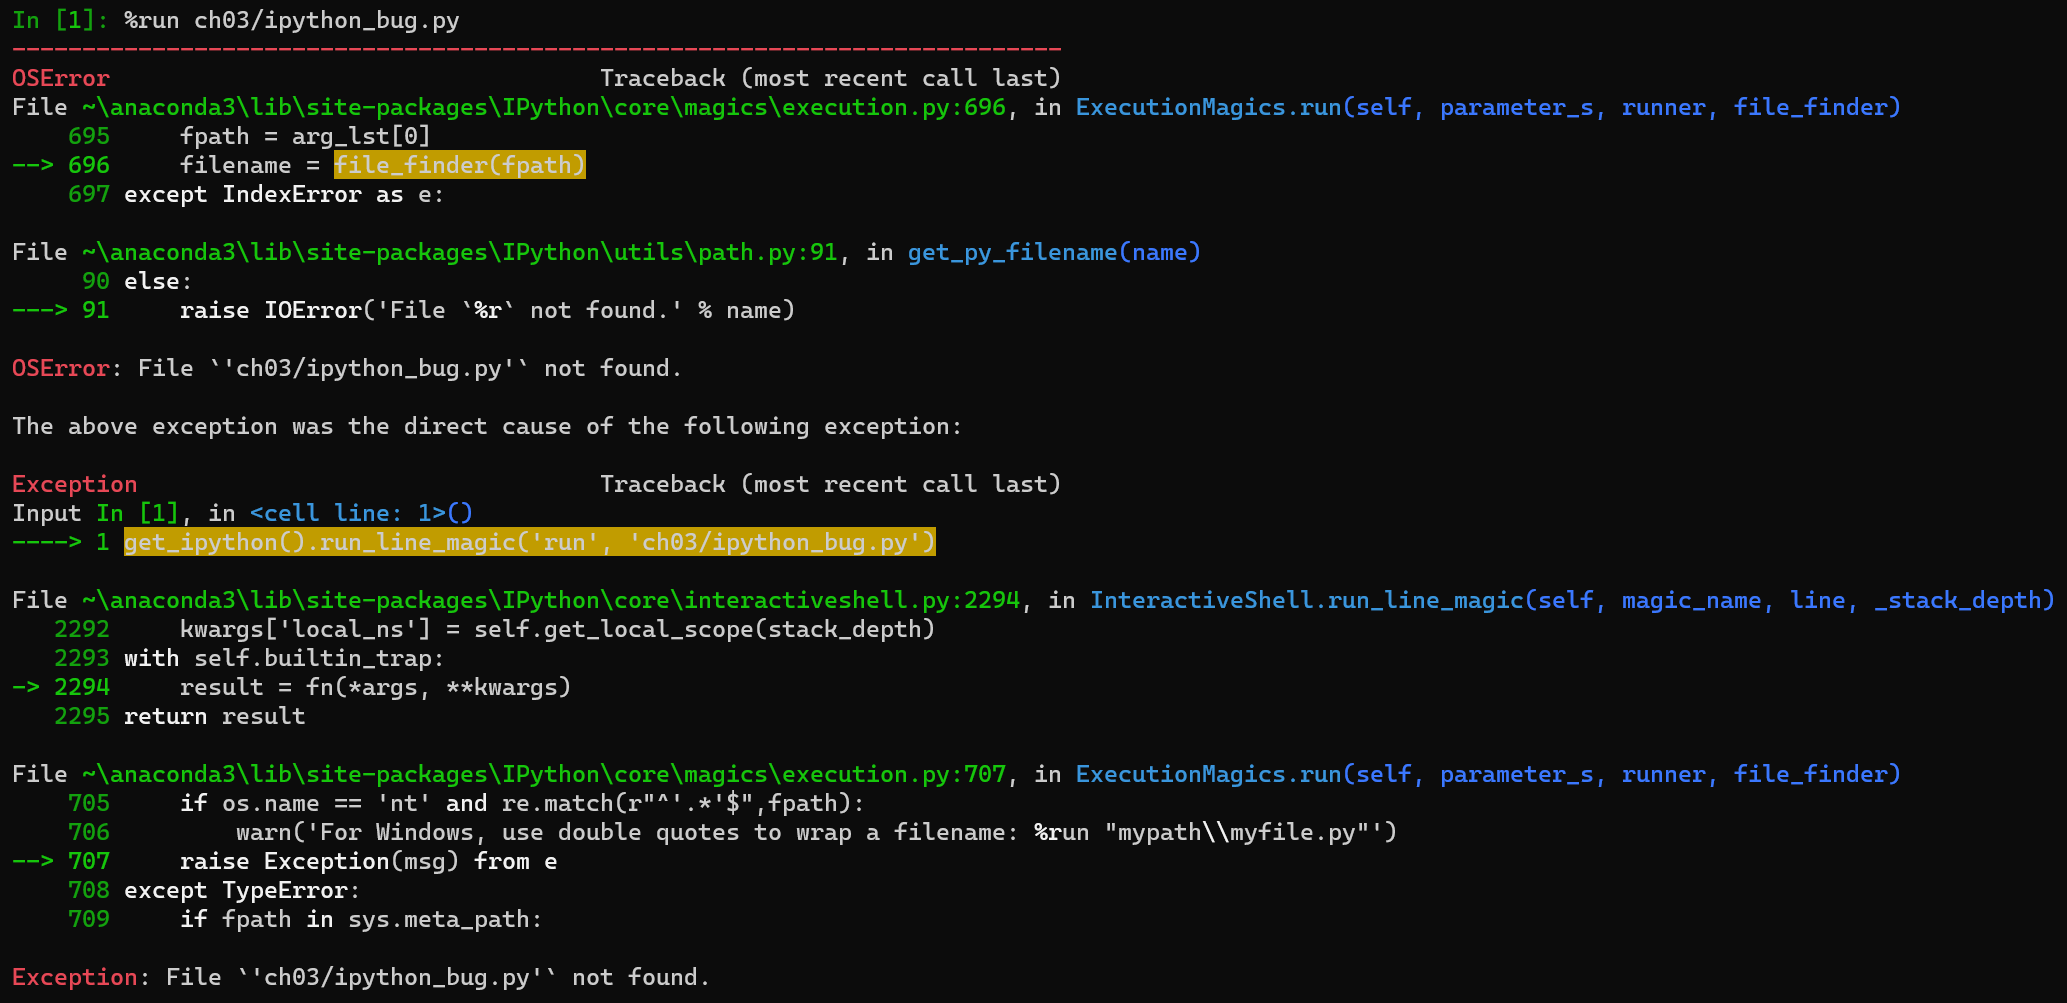 In [1]: %run ch03/ipython_bug.py
---------------------------------------------------------------------------
OSError                                   Traceback (most recent call last)
File ~\anaconda3\lib\site-packages\IPython\core\magics\execution.py:696, in ExecutionMagics.run(self, parameter_s, runner, file_finder)
    695     fpath = arg_lst[0]
--> 696     filename = file_finder(fpath)
    697 except IndexError as e:

File ~\anaconda3\lib\site-packages\IPython\utils\path.py:91, in get_py_filename(name)
     90 else:
---> 91     raise IOError('File `%r` not found.' % name)

OSError: File `'ch03/ipython_bug.py'` not found.

The above exception was the direct cause of the following exception:

Exception                                 Traceback (most recent call last)
Input In [1], in <cell line: 1>()
----> 1 get_ipython().run_line_magic('run', 'ch03/ipython_bug.py')

File ~\anaconda3\lib\site-packages\IPython\core\interactiveshell.py:2294, in InteractiveShell.run_line_magic(self, magic_name, line, _stack_depth)
   2292     kwargs['local_ns'] = self.get_local_scope(stack_depth)
   2293 with self.builtin_trap:
-> 2294     result = fn(*args, **kwargs)
   2295 return result

File ~\anaconda3\lib\site-packages\IPython\core\magics\execution.py:707, in ExecutionMagics.run(self, parameter_s, runner, file_finder)
    705     if os.name == 'nt' and re.match(r"^'.*'$",fpath):
    706         warn('For Windows, use double quotes to wrap a filename: %run "mypath\\myfile.py"')
--> 707     raise Exception(msg) from e
    708 except TypeError:
    709     if fpath in sys.meta_path:

Exception: File `'ch03/ipython_bug.py'` not found.